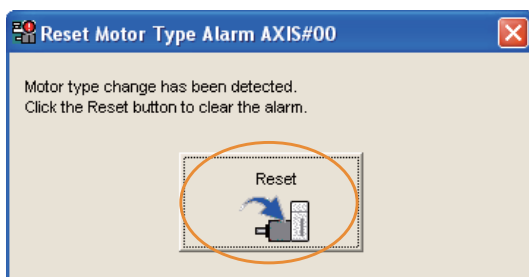 Reset Motor Type Alarm AXIS#00
Motor type change has been detected.
Click the Reset button to clear the alarm.
Reset